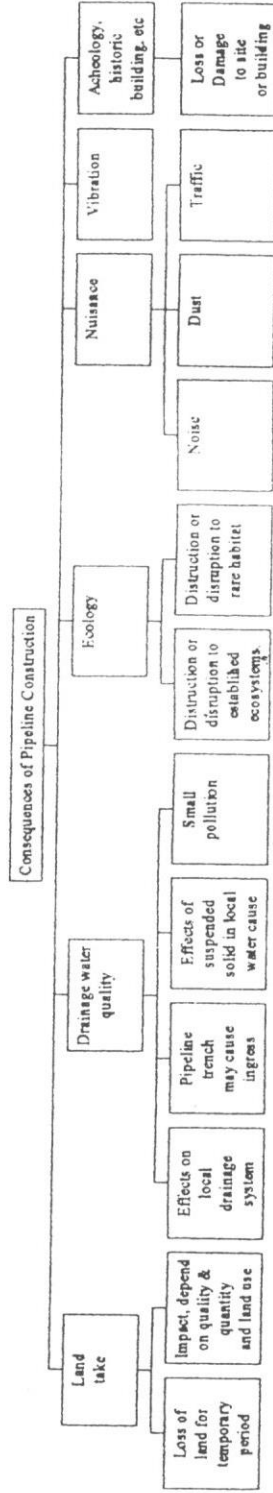 Consequences of Pipeline Construction
Land
take
Drainage water
quality
Ecology
Nuisance
Vibration
Acheology,
historic
building, etc
Loss of
land for
temporary
period
Impact, depend
on quality &
quantity
and land use
Effects on
local
drainage
system
Pipeline
trench
may cause
ingress
Effects of
suspended
solid in local
water cause
Small
pollution
Distruction or
disruption to
established
ecosystems.
Distruction or
disruption to
rare habitat
Noise
Dust
Traffic
Loss or
Damage
to site
or building